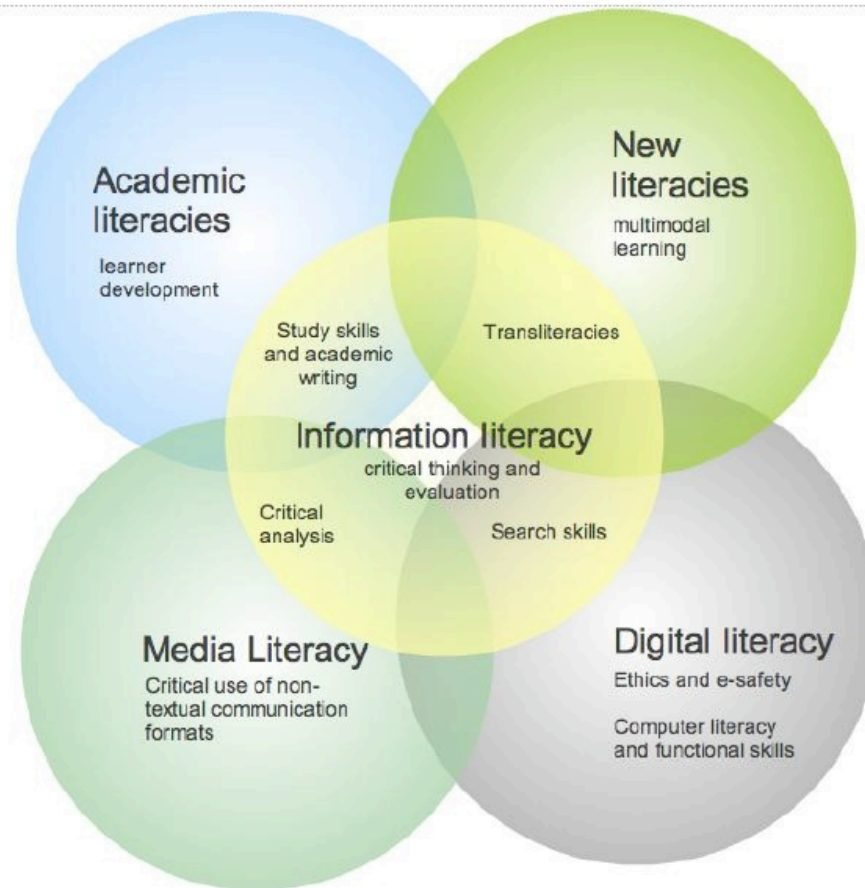 Academic
literacies
learner
development
New
literacies
multimodal
learning
Study skills
and academic
writing
Transliteracies
Information literacy
critical thinking and
evaluation
Critical
analysis
Search skills
Media Literacy
Critical use of non-
textual communication
formats
Digital literacy
Ethics and e-safety
Computer literacy
and functional skills